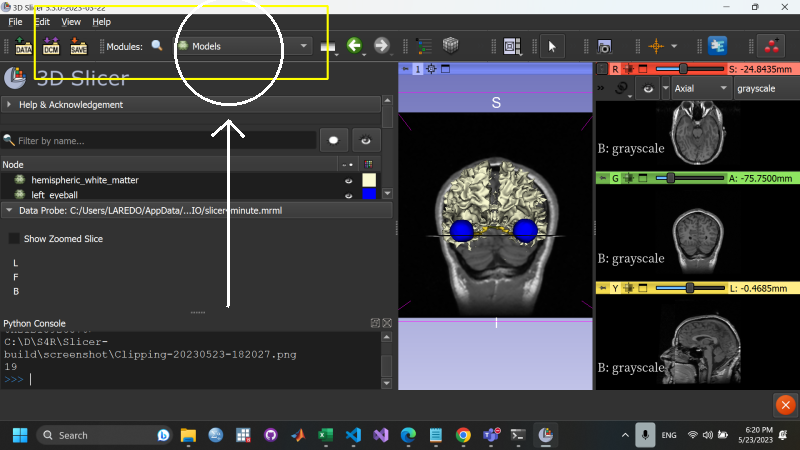 3D Slicer 5.3.0-2023-05-22
File Edit View Help
DATA DCM SAVE Modules: Models
3D Slicer
Help & Acknowledgement
Filter by name...
Node
hemispheric_white_matter
left eyeball
Data Probe: C:/Users/LAREDO/AppData/...IO/slicer minute.mrml
Show Zoomed Slice
L
F
B
Python Console
C:\D\S4R\Slicer-
build\screenshot\Clipping-20230523-182027.png
19
>>>
1
S
I
R S: -24.8435mm
Axial grayscale
B: grayscale
G A: -75.7500mm
B: grayscale
Y L: -0.4685mm
B: grayscale
Search
ENG
6:20 PM
5/23/2023